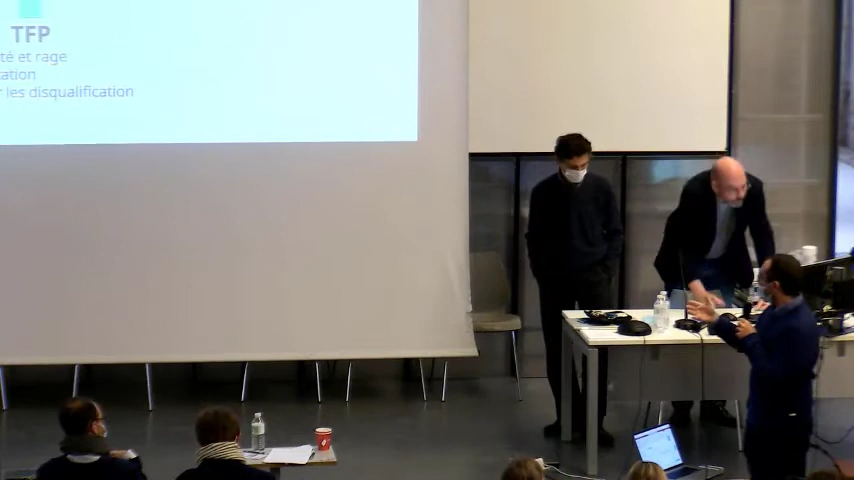 TFP
té et rage
ation
r les disqualification